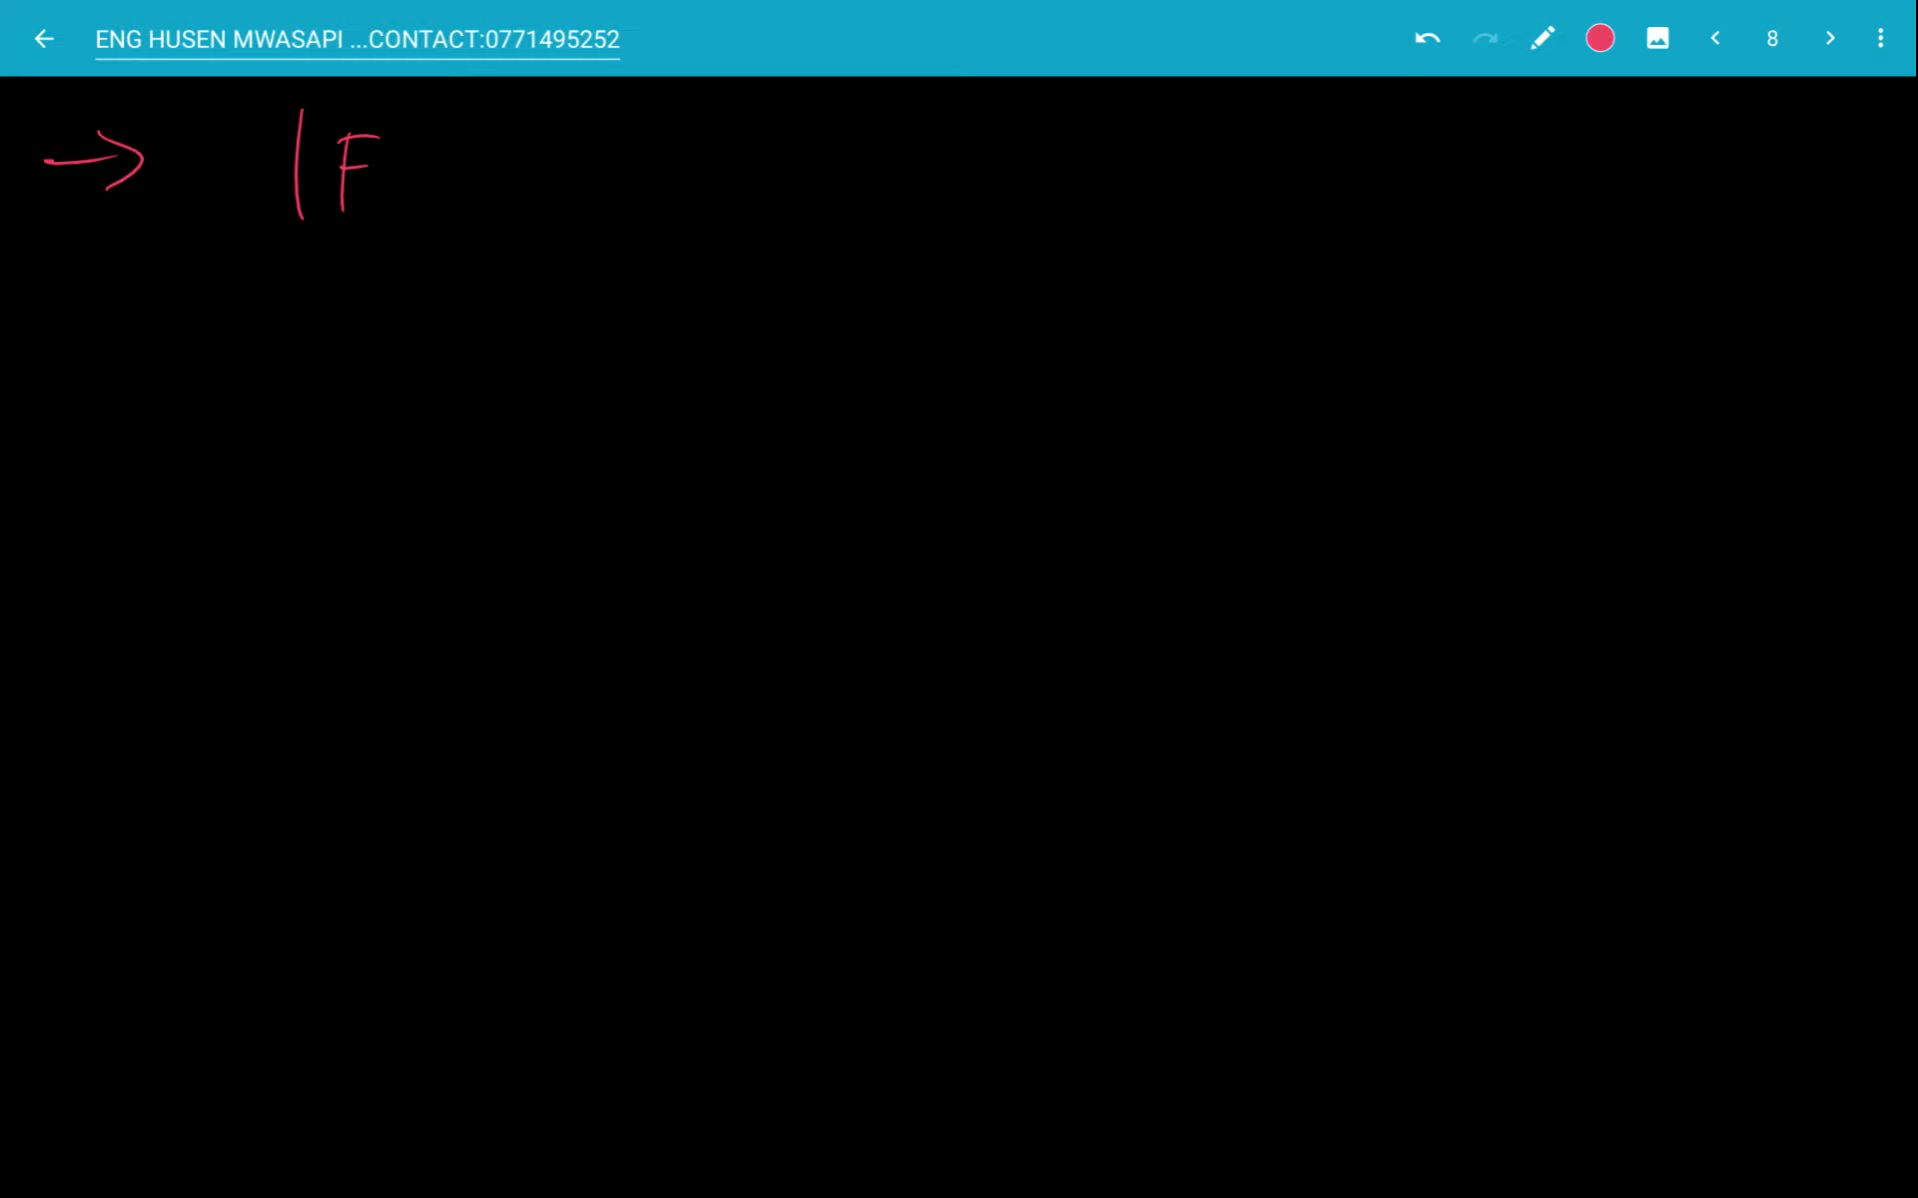 ENG HUSEN MWASAPI ...CONTACT:0771495252
8
→ IF